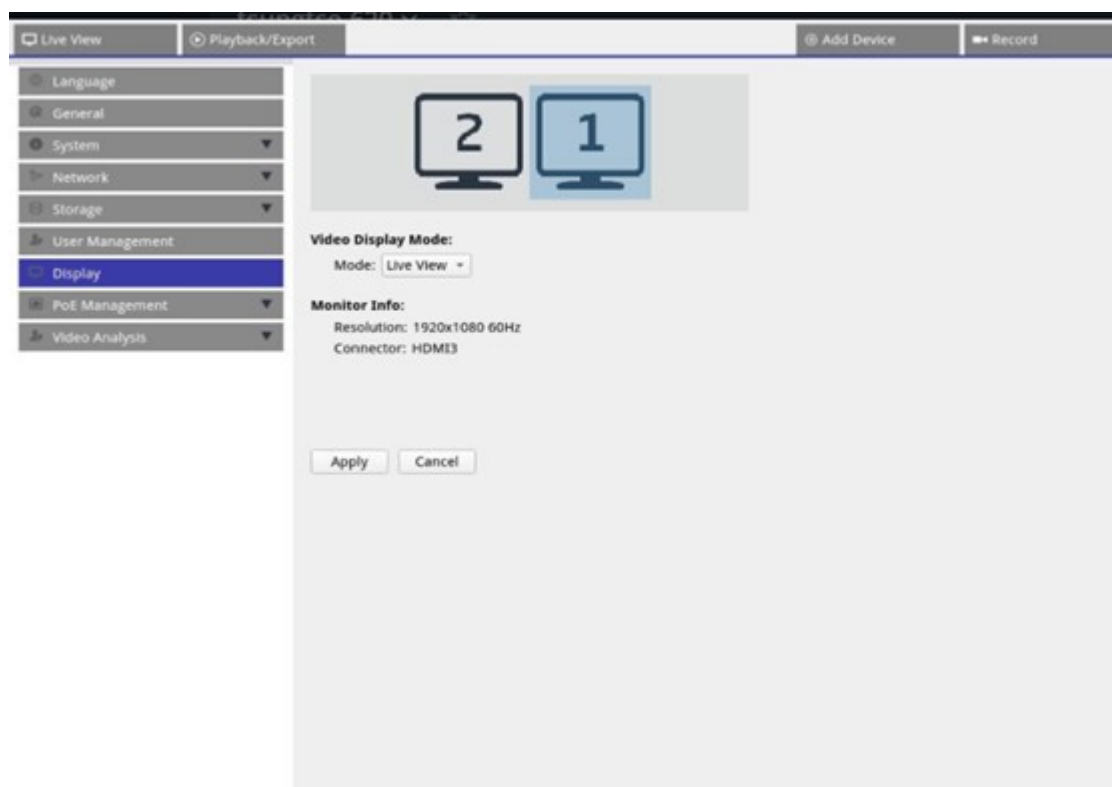 Live View
Playback/Export
Add Device
Record
Language
General
System
Network
Storage
User Management
Display
PoE Management
Video Analysis
2
1
Video Display Mode:
Mode: Live View
Monitor Info:
Resolution: 1920x1080 60Hz
Connector: HDMI3
Apply
Cancel